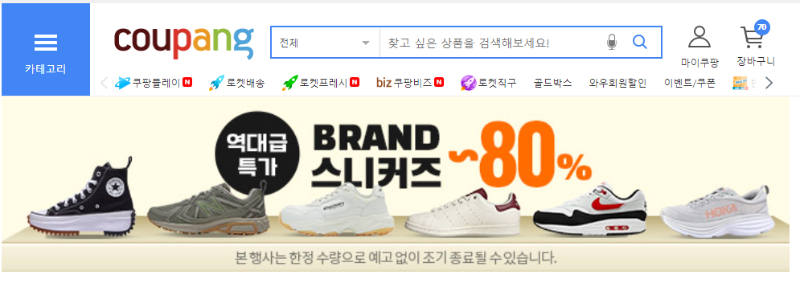 카테고리
coupang
전체
찾고 싶은 상품을 검색해보세요!
마이쿠팡
70
장바구니
쿠팡플레이 N
로켓배송
로켓프레시 N
biz 쿠팡비즈 N
로켓직구
골드박스
와우회원할인
이벤트/쿠폰
역대급
특가
BRAND
스니커즈
~80%
CONVERSE
HOKA
본 행사는 한정 수량으로 예고 없이 조기 종료될 수 있습니다.